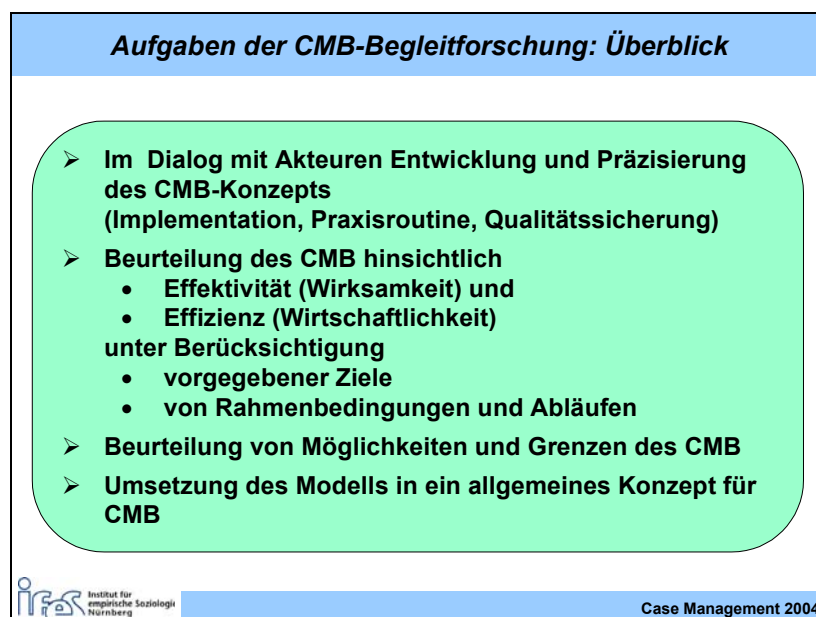 Aufgaben der CMB-Begleitforschung: Überblick
➢ Im Dialog mit Akteuren Entwicklung und Präzisierung
des CMB-Konzepts
(Implementation, Praxisroutine, Qualitätssicherung)
➢ Beurteilung des CMB hinsichtlich
• Effektivität (Wirksamkeit) und
• Effizienz (Wirtschaftlichkeit)
unter Berücksichtigung
• vorgegebener Ziele
• von Rahmenbedingungen und Abläufen
➢ Beurteilung von Möglichkeiten und Grenzen des CMB
➢ Umsetzung des Modells in ein allgemeines Konzept für
CMB
ifes
Institut für
empirische Soziologi
Nürnberg
Case Management 2004